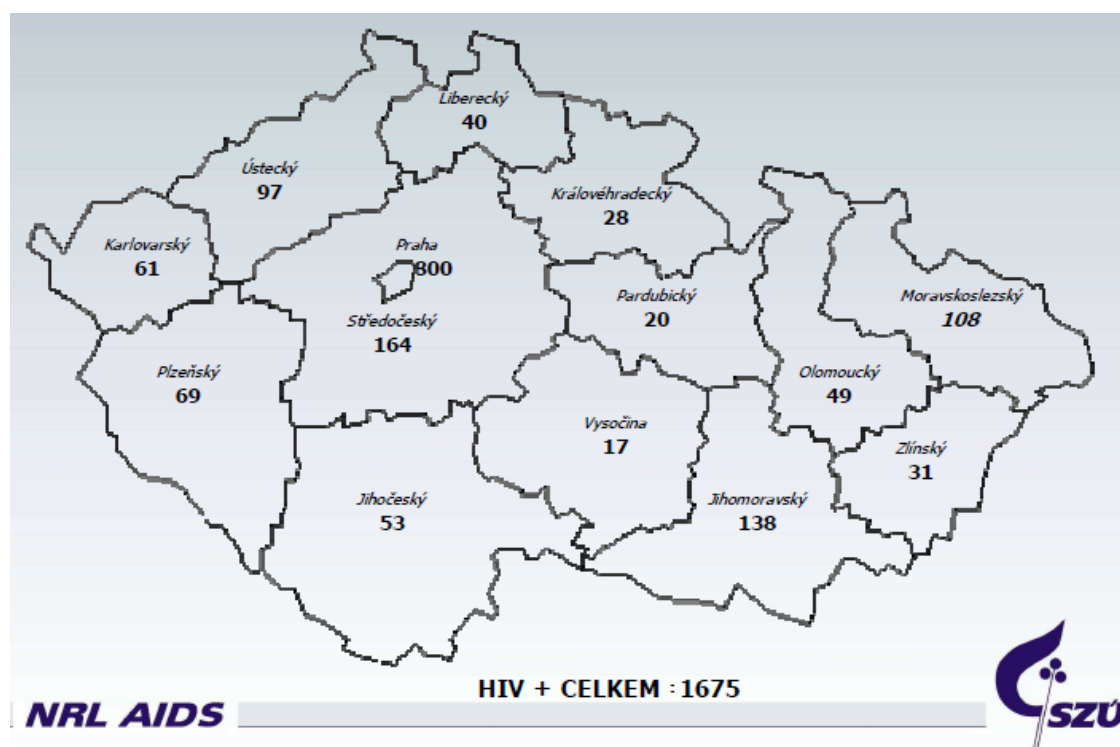 Liberecký
40
Ústecký
97
Královéhradecký
28
Karlovarský
61
Praha
800
Pardubický
20
Moravskoslezský
108
Středočeský
164
Plzeňský
69
Olomoucký
49
Vysočina
17
Zlínský
31
Jihočeský
53
Jihomoravský
138
HIV + CELKEM : 1675
NRL AIDS
SZÚ